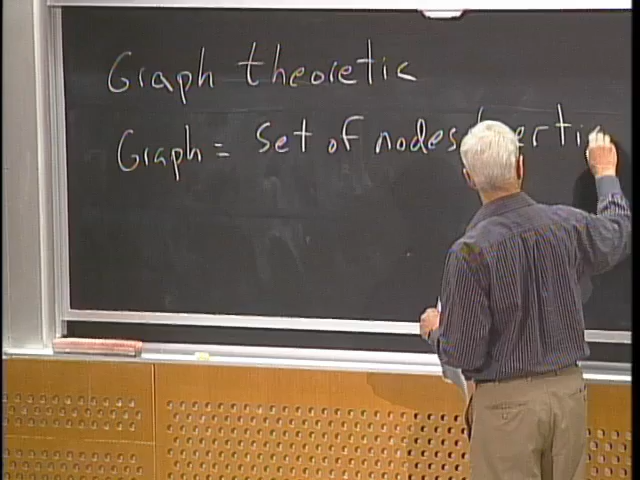 Graph theoretic
Graph = set of nodes